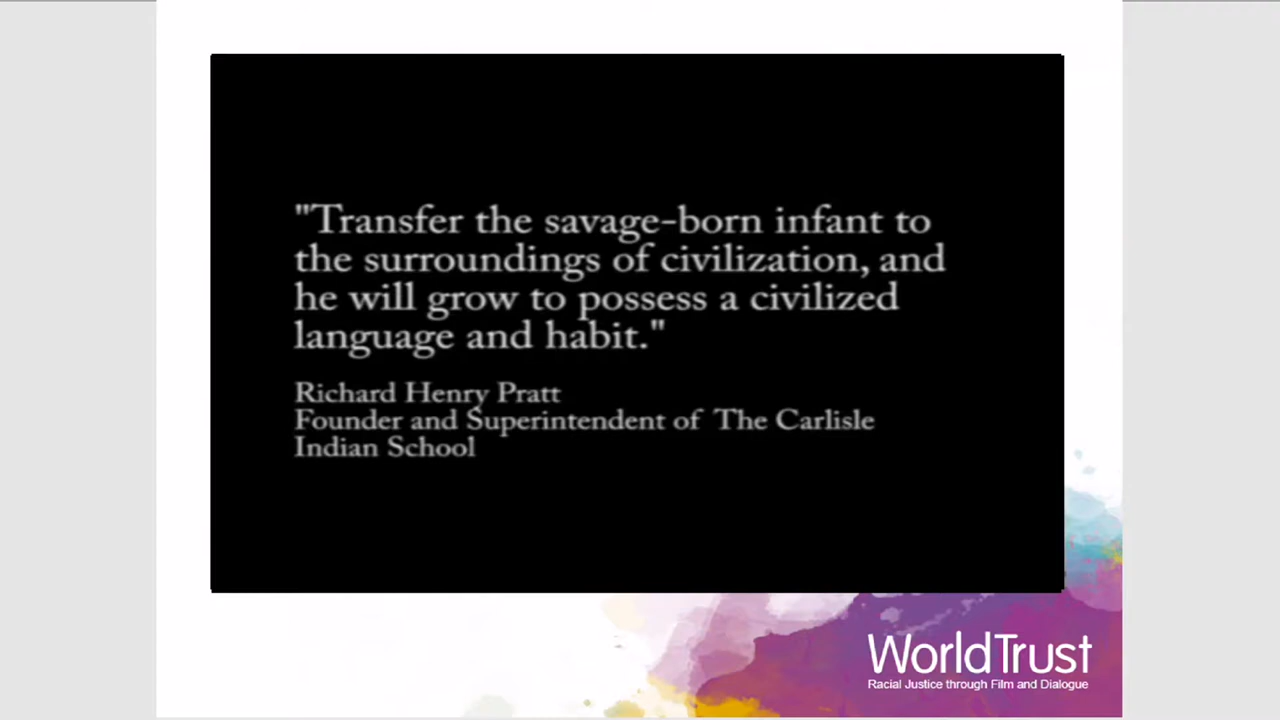 "Transfer the savage-born infant to
the surroundings of civilization, and
he will grow to possess a civilized
language and habit."
Richard Henry Pratt
Founder and Superintendent of The Carlisle
Indian School
WorldTrust
Racial Justice through Film and Dialogue